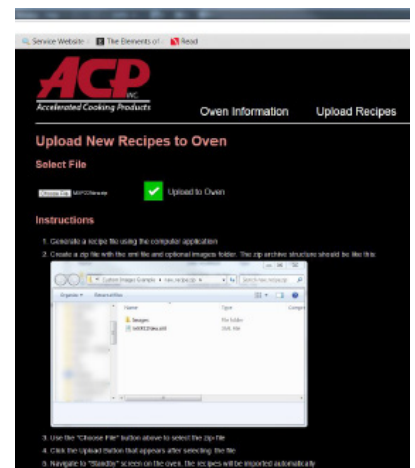 Service Website
The Elements of
Read
ACP
INC.
Accelerated Cooking Products
Oven Information
Upload Recipes
Upload New Recipes to Oven
Select File
Choose File
Upload to Oven
Instructions
1. Generate a recipe file using the computer application
2. Create a zip file with the xml file and optional images folder. The zip archive structure should be like this:
Organize
Name
Type
Images
File folder
XML File
3. Use the "Choose File" button above to select the zip file
4. Click the Upload Button that appears after selecting the file
5. Navigate to "Standby" screen on the oven, the recipes will be imported automatically